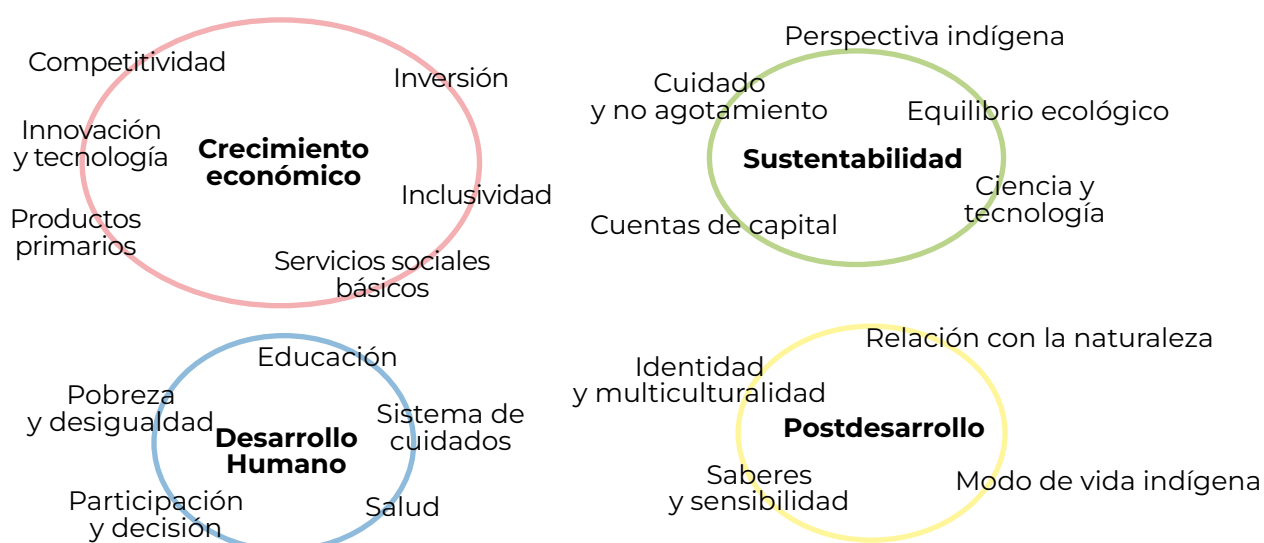 Competitividad
Inversión
Innovación
y tecnología
Crecimiento
económico
Inclusividad
Productos
primarios
Servicios sociales
básicos
Perspectiva indígena
Cuidado
y no agotamiento
Equilibrio ecológico
Sustentabilidad
Ciencia y
tecnología
Cuentas de capital
Educación
Pobreza
y desigualdad
Sistema de
cuidados
Desarrollo
Humano
Participación
y decisión
Salud
Relación con la naturaleza
Identidad
y multiculturalidad
Postdesarrollo
Saberes
y sensibilidad
Modo de vida indígena